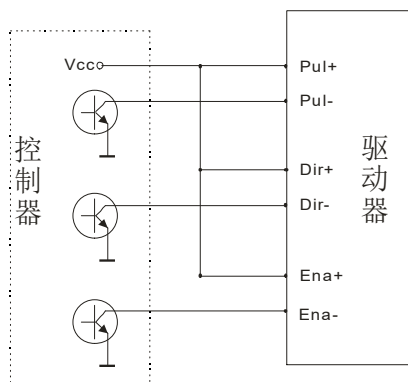 Vcc
Pul+
Pul-
Dir+
Dir-
Ena+
Ena-
控制器
驱动器